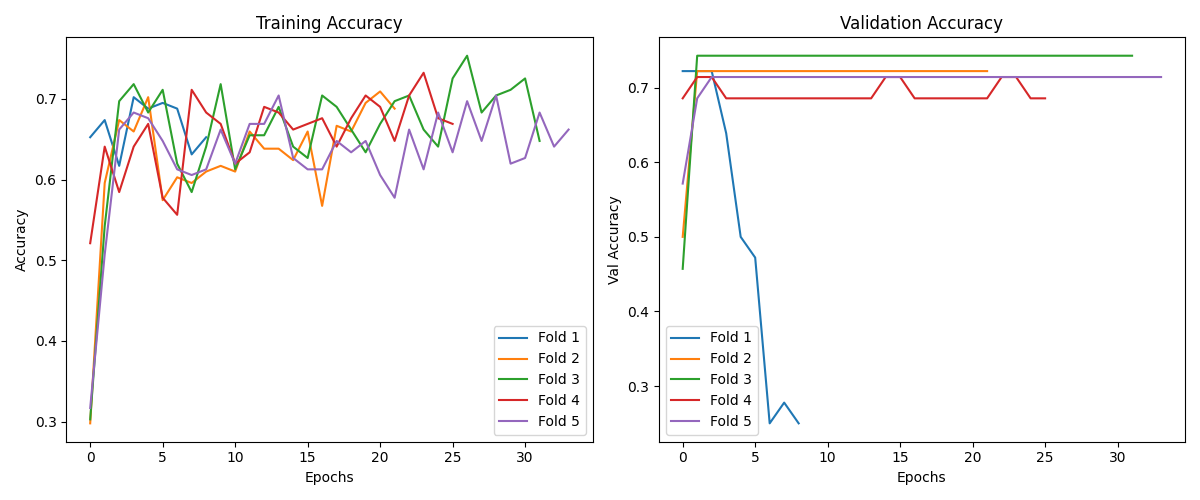 Training Accuracy
Accuracy
0.7
0.6
0.5
0.4
0.3
0 5 10 15 20 25 30
Epochs
Fold 1
Fold 2
Fold 3
Fold 4
Fold 5
Validation Accuracy
Val Accuracy
0.7
0.6
0.5
0.4
0.3
0 5 10 15 20 25 30
Epochs
Fold 1
Fold 2
Fold 3
Fold 4
Fold 5